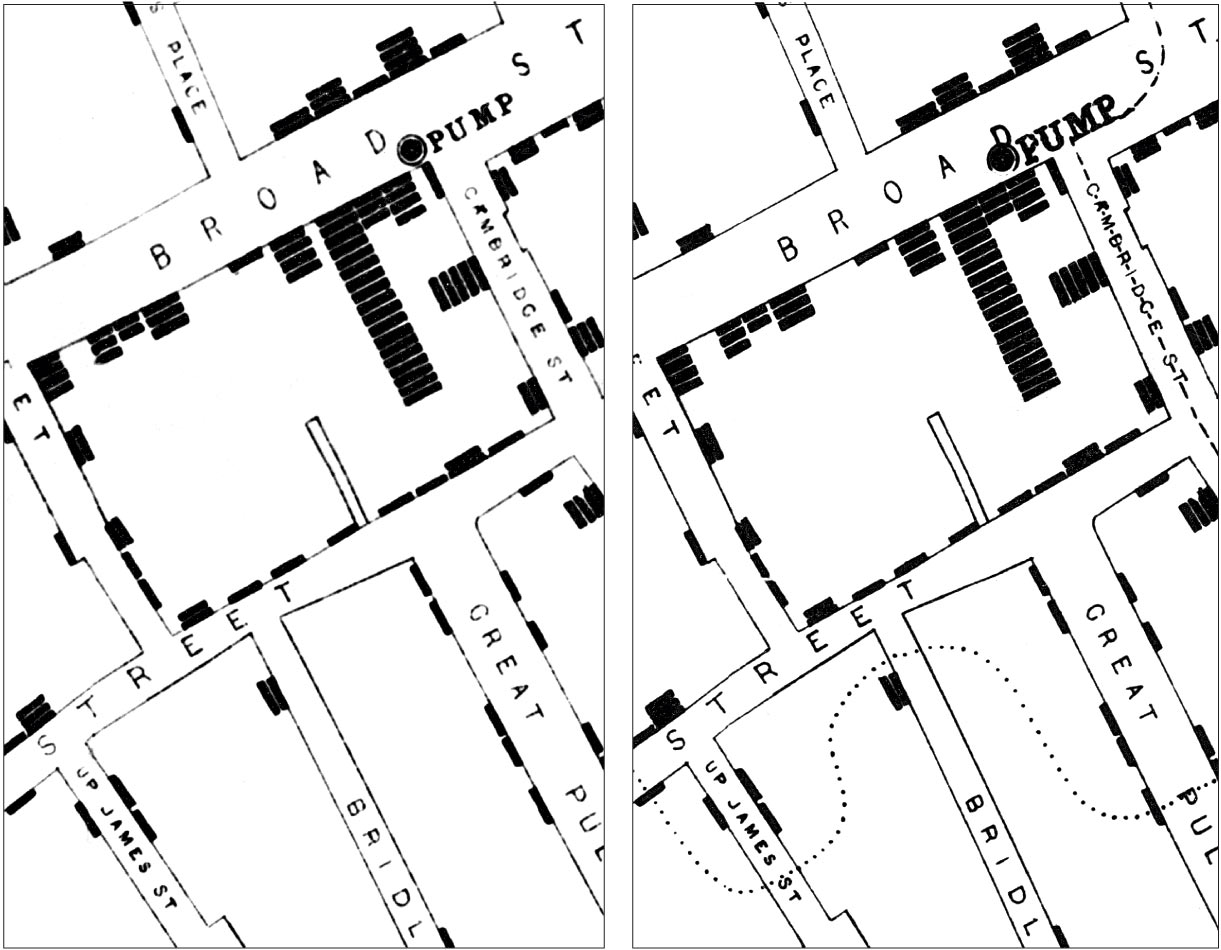 PLACE
BROAD ST
PUMP
CAMBRIDGE ST
ET
STREET
GREAT
PUL
UP JAMES ST
BRIDL
PLACE
BROAD ST
PUMP
CAMBRIDGE ST
ET
STREET
GREAT
PUL
UP JAMES ST
BRIDL